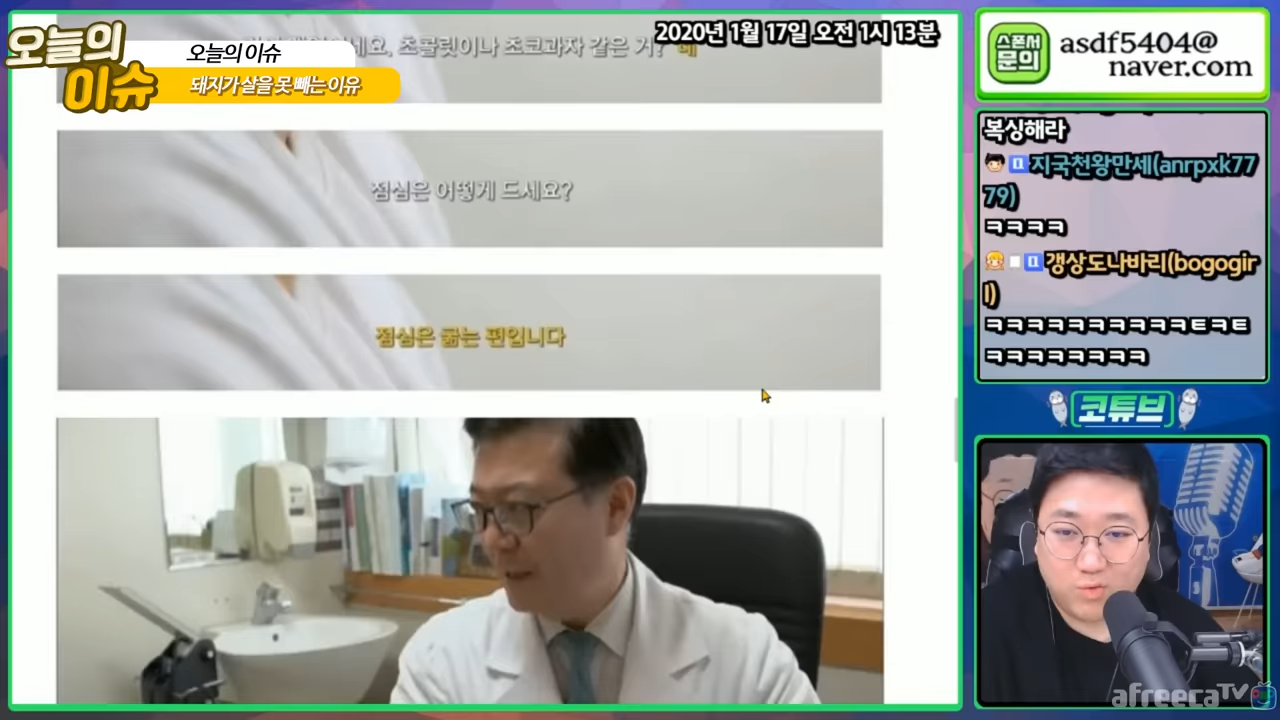 오늘의
이슈
오늘의 이슈
돼지가 살을 못 빼는 이유
2020년 1월 17일 오전 1시 13분
초콜릿이나 초코과자 같은 거? 네
점심은 어떻게 드세요?
점심은 굶는 편입니다
스폰서
문의
asdf5404@
naver.com
복싱해라
지국천왕만세(anrpxk77
79)
ㅋㅋㅋㅋ
갱상도나바리(bogogir
l)
ㅋㅋㅋㅋㅋㅋㅋㅋㅋㅋㅌㅋㅌ
ㅋㅋㅋㅋㅋㅋㅋㅋ
코튜브
afreecaTV